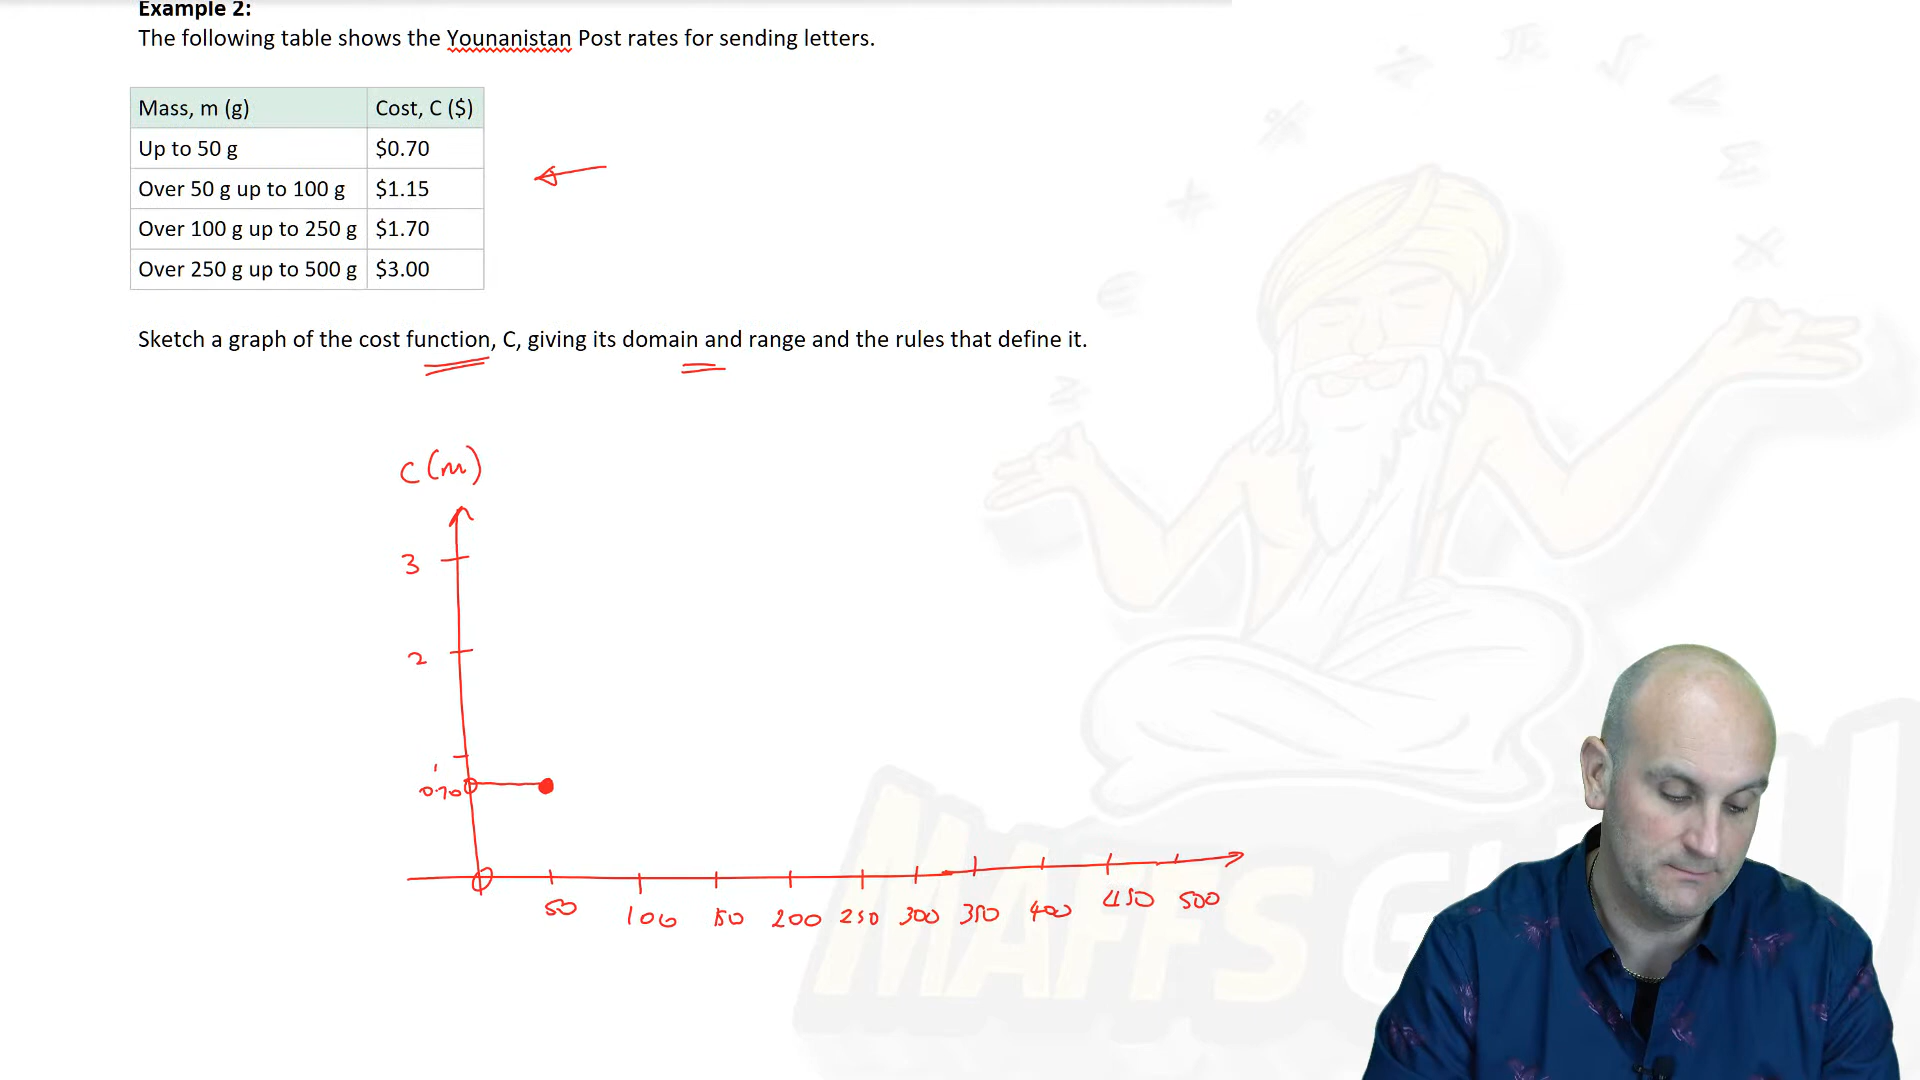 Example 2:
The following table shows the Younanistan Post rates for sending letters.
Mass, m (g) Cost, C ($)
Up to 50 g $0.70
Over 50 g up to 100 g $1.15
Over 100 g up to 250 g $1.70
Over 250 g up to 500 g $3.00
Sketch a graph of the cost function, C, giving its domain and range and the rules that define it.
C(m)
3
2
1
0.70
50 100 150 200 250 300 350 400 450 500
MAFFS